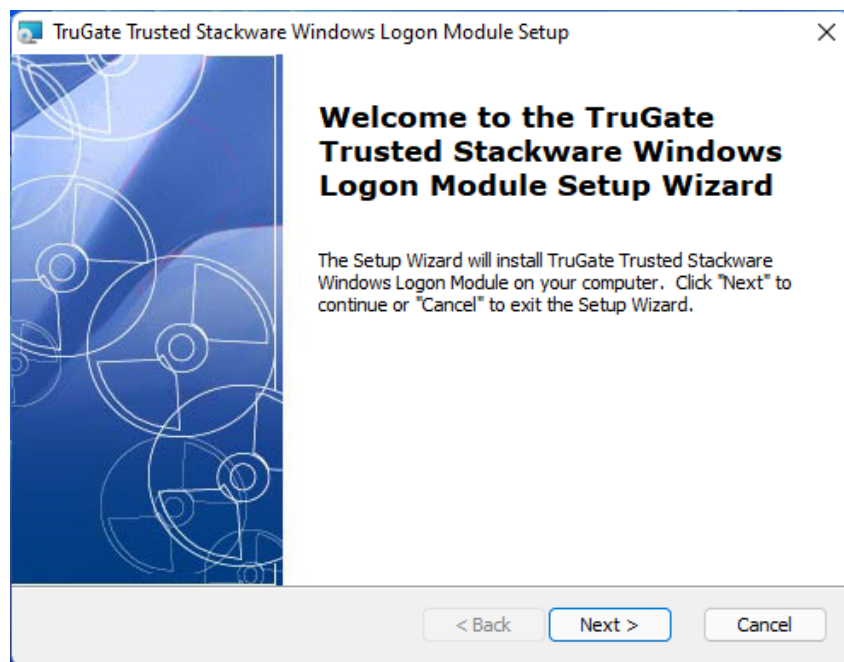 TruGate Trusted Stackware Windows Logon Module Setup
Welcome to the TruGate
Trusted Stackware Windows
Logon Module Setup Wizard
The Setup Wizard will install TruGate Trusted Stackware
Windows Logon Module on your computer.  Click "Next" to
continue or "Cancel" to exit the Setup Wizard.
< Back
Next >
Cancel